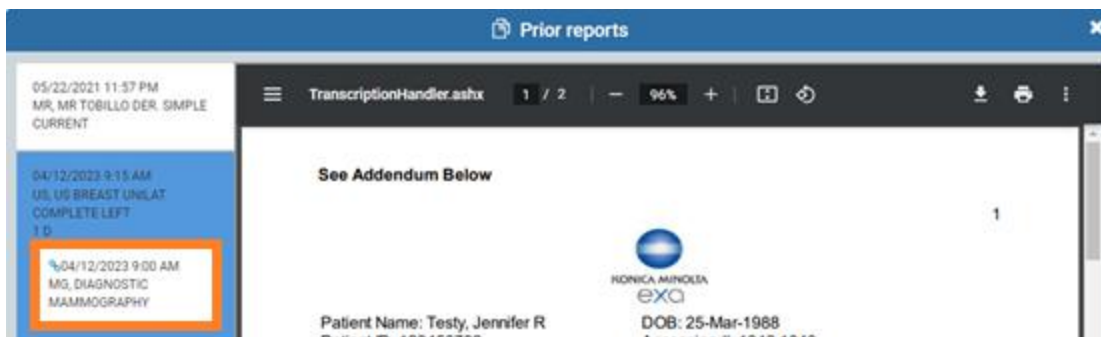 Prior reports
05/22/2021 11:57 PM
MR, MR TOBILLO DER. SIMPLE
CURRENT
04/12/2023 9:15 AM
US, US BREAST UNILAT
COMPLETE LEFT
1 D
04/12/2023 9:00 AM
MG, DIAGNOSTIC
MAMMOGRAPHY
TranscriptionHandler.ashx 1 / 2 96%
See Addendum Below
1
KONICA MINOLTA
exa
Patient Name: Testy, Jennifer R DOB: 25-Mar-1988